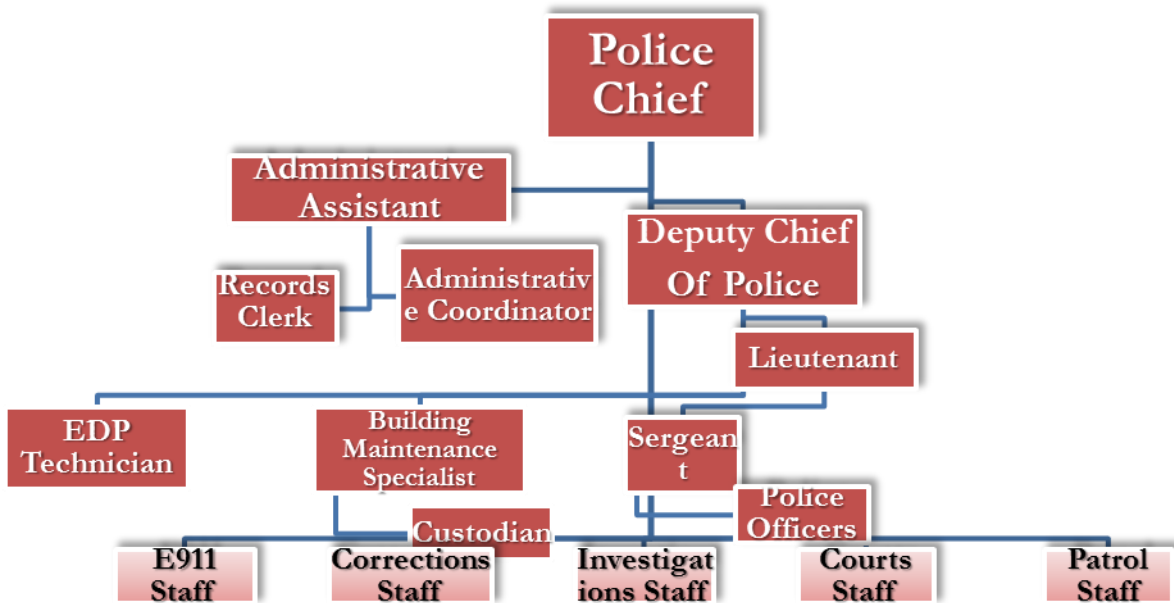 Police
Chief
Administrative
Assistant
Deputy Chief
Of Police
Records
Clerk
Administrativ
e Coordinator
Lieutenant
EDP
Technician
Building
Maintenance
Specialist
Sergean
t
Police
Officers
Custodian
E911
Staff
Corrections
Staff
Investigat
ions Staff
Courts
Staff
Patrol
Staff